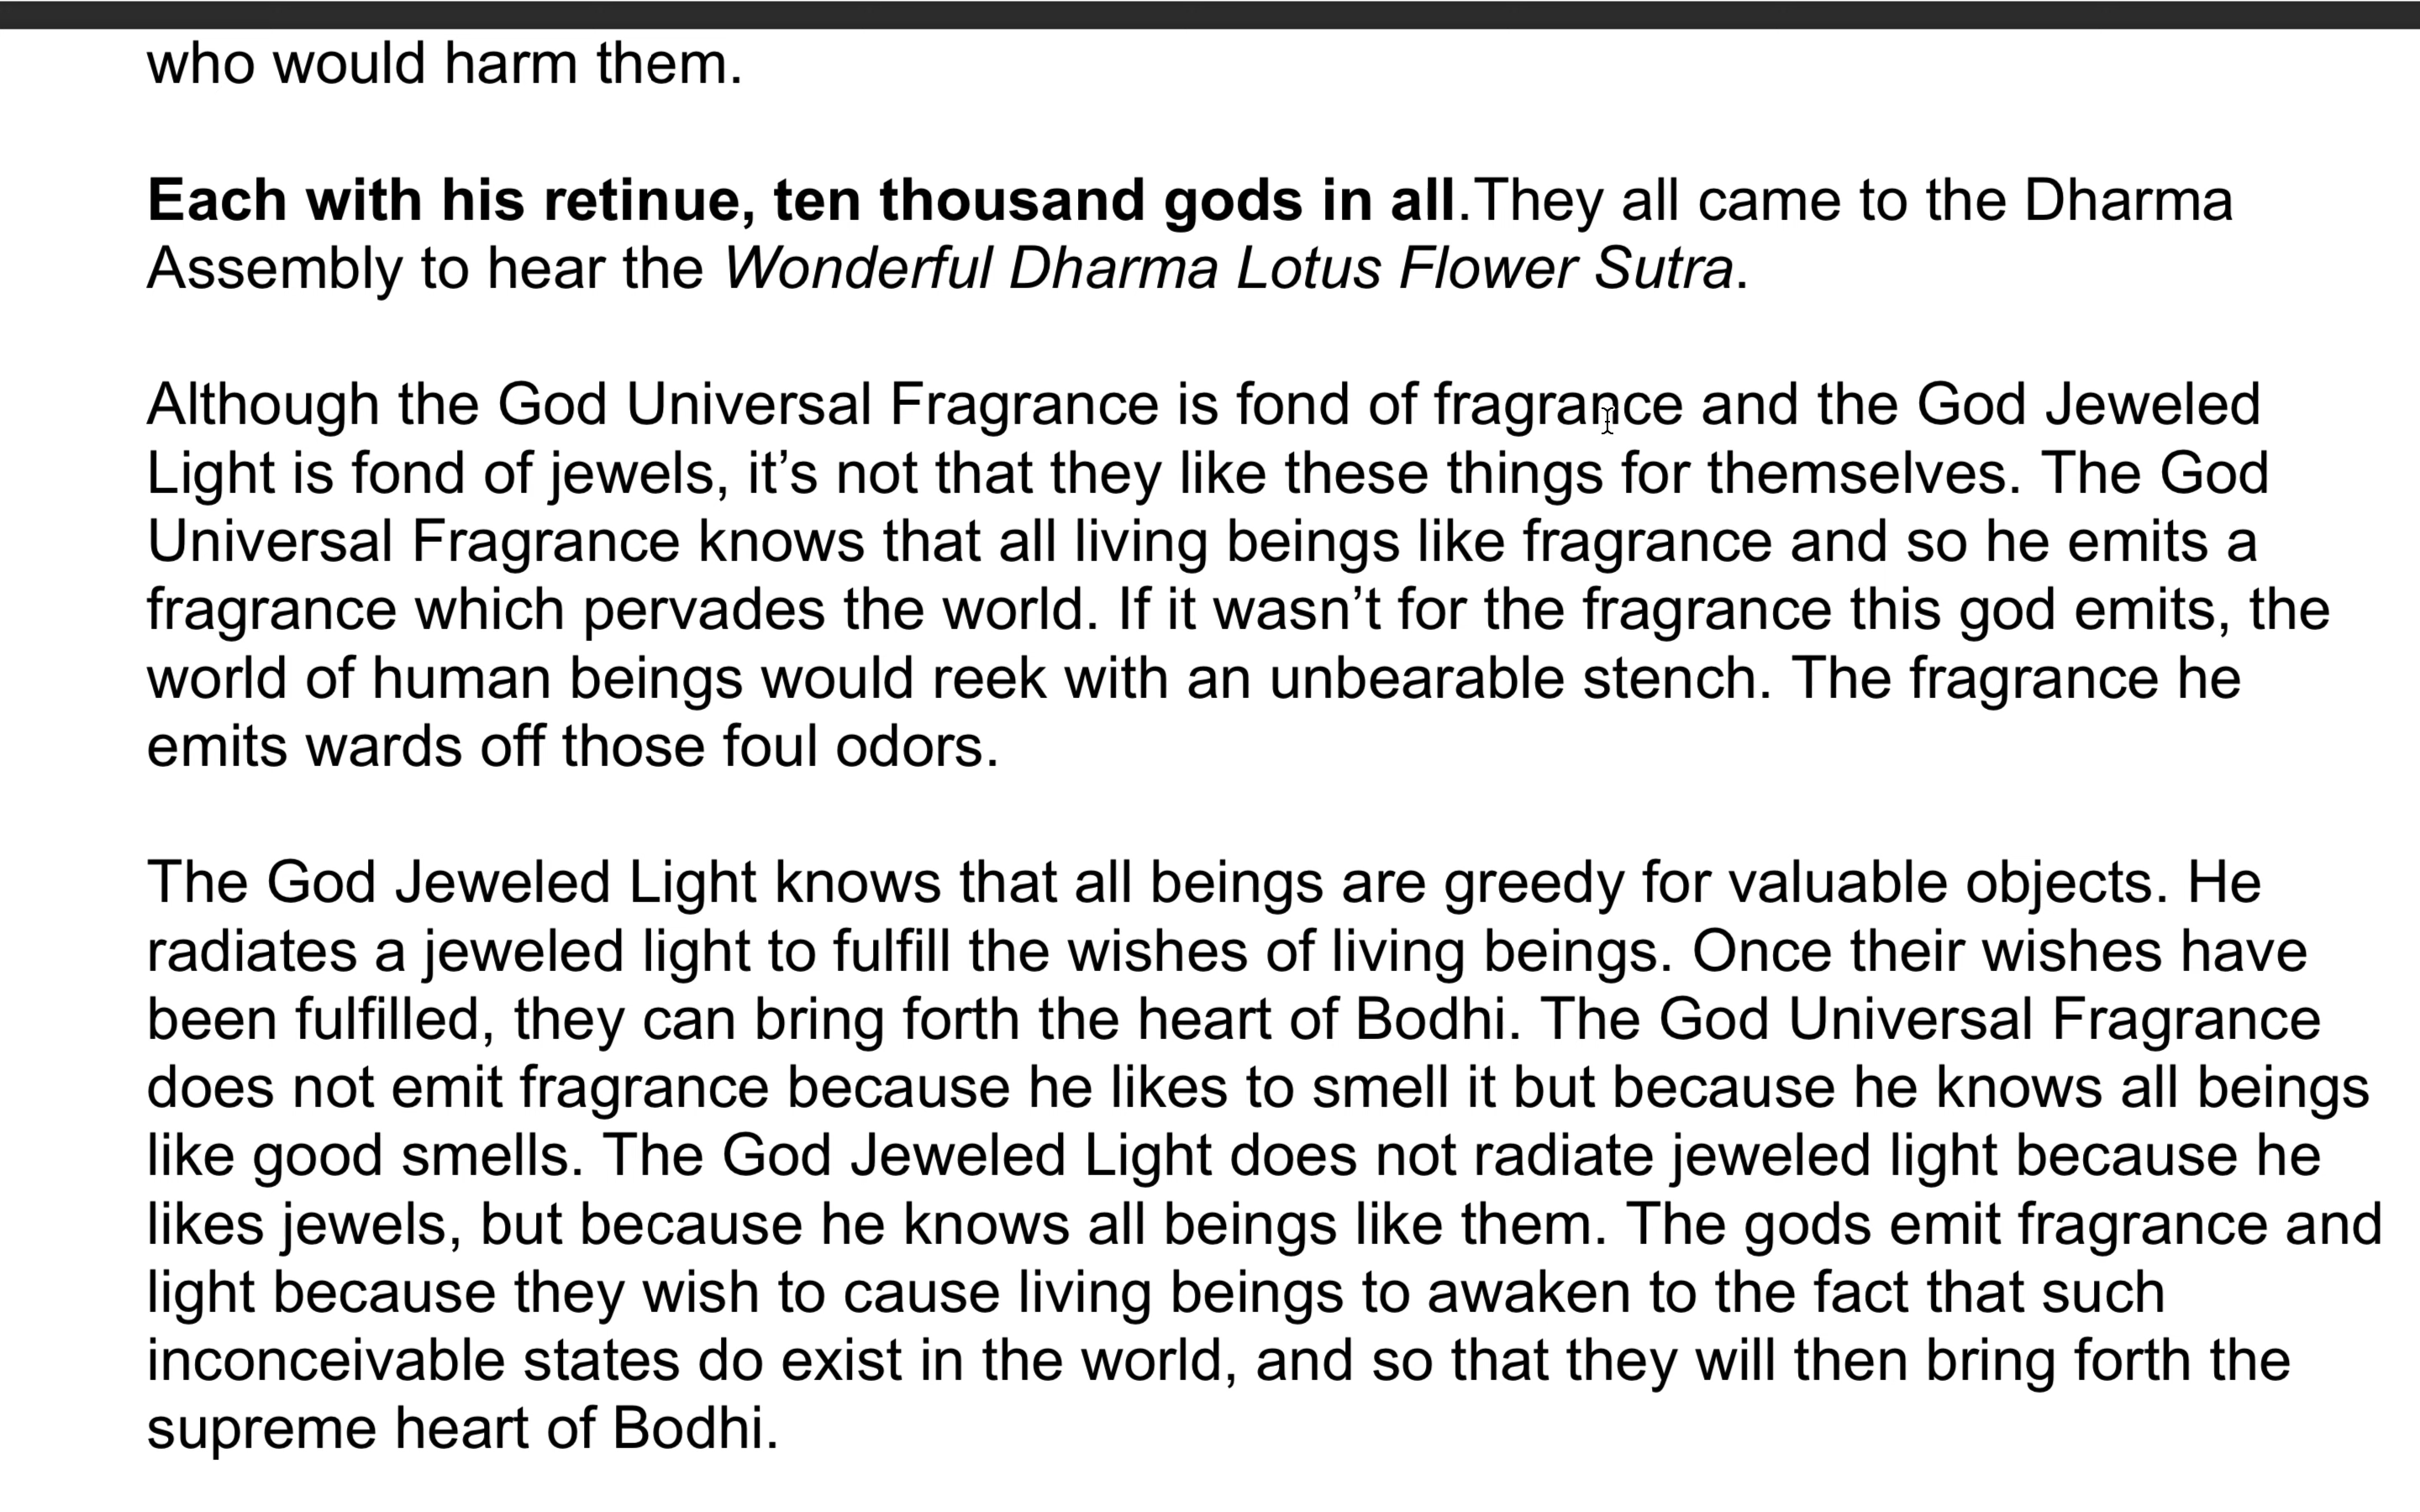 who would harm them.
Each with his retinue, ten thousand gods in all.They all came to the Dharma
Assembly to hear the Wonderful Dharma Lotus Flower Sutra.
Although the God Universal Fragrance is fond of fragrance and the God Jeweled
Light is fond of jewels, it’s not that they like these things for themselves. The God
Universal Fragrance knows that all living beings like fragrance and so he emits a
fragrance which pervades the world. If it wasn’t for the fragrance this god emits, the
world of human beings would reek with an unbearable stench. The fragrance he
emits wards off those foul odors.
The God Jeweled Light knows that all beings are greedy for valuable objects. He
radiates a jeweled light to fulfill the wishes of living beings. Once their wishes have
been fulfilled, they can bring forth the heart of Bodhi. The God Universal Fragrance
does not emit fragrance because he likes to smell it but because he knows all beings
like good smells. The God Jeweled Light does not radiate jeweled light because he
likes jewels, but because he knows all beings like them. The gods emit fragrance and
light because they wish to cause living beings to awaken to the fact that such
inconceivable states do exist in the world, and so that they will then bring forth the
supreme heart of Bodhi.